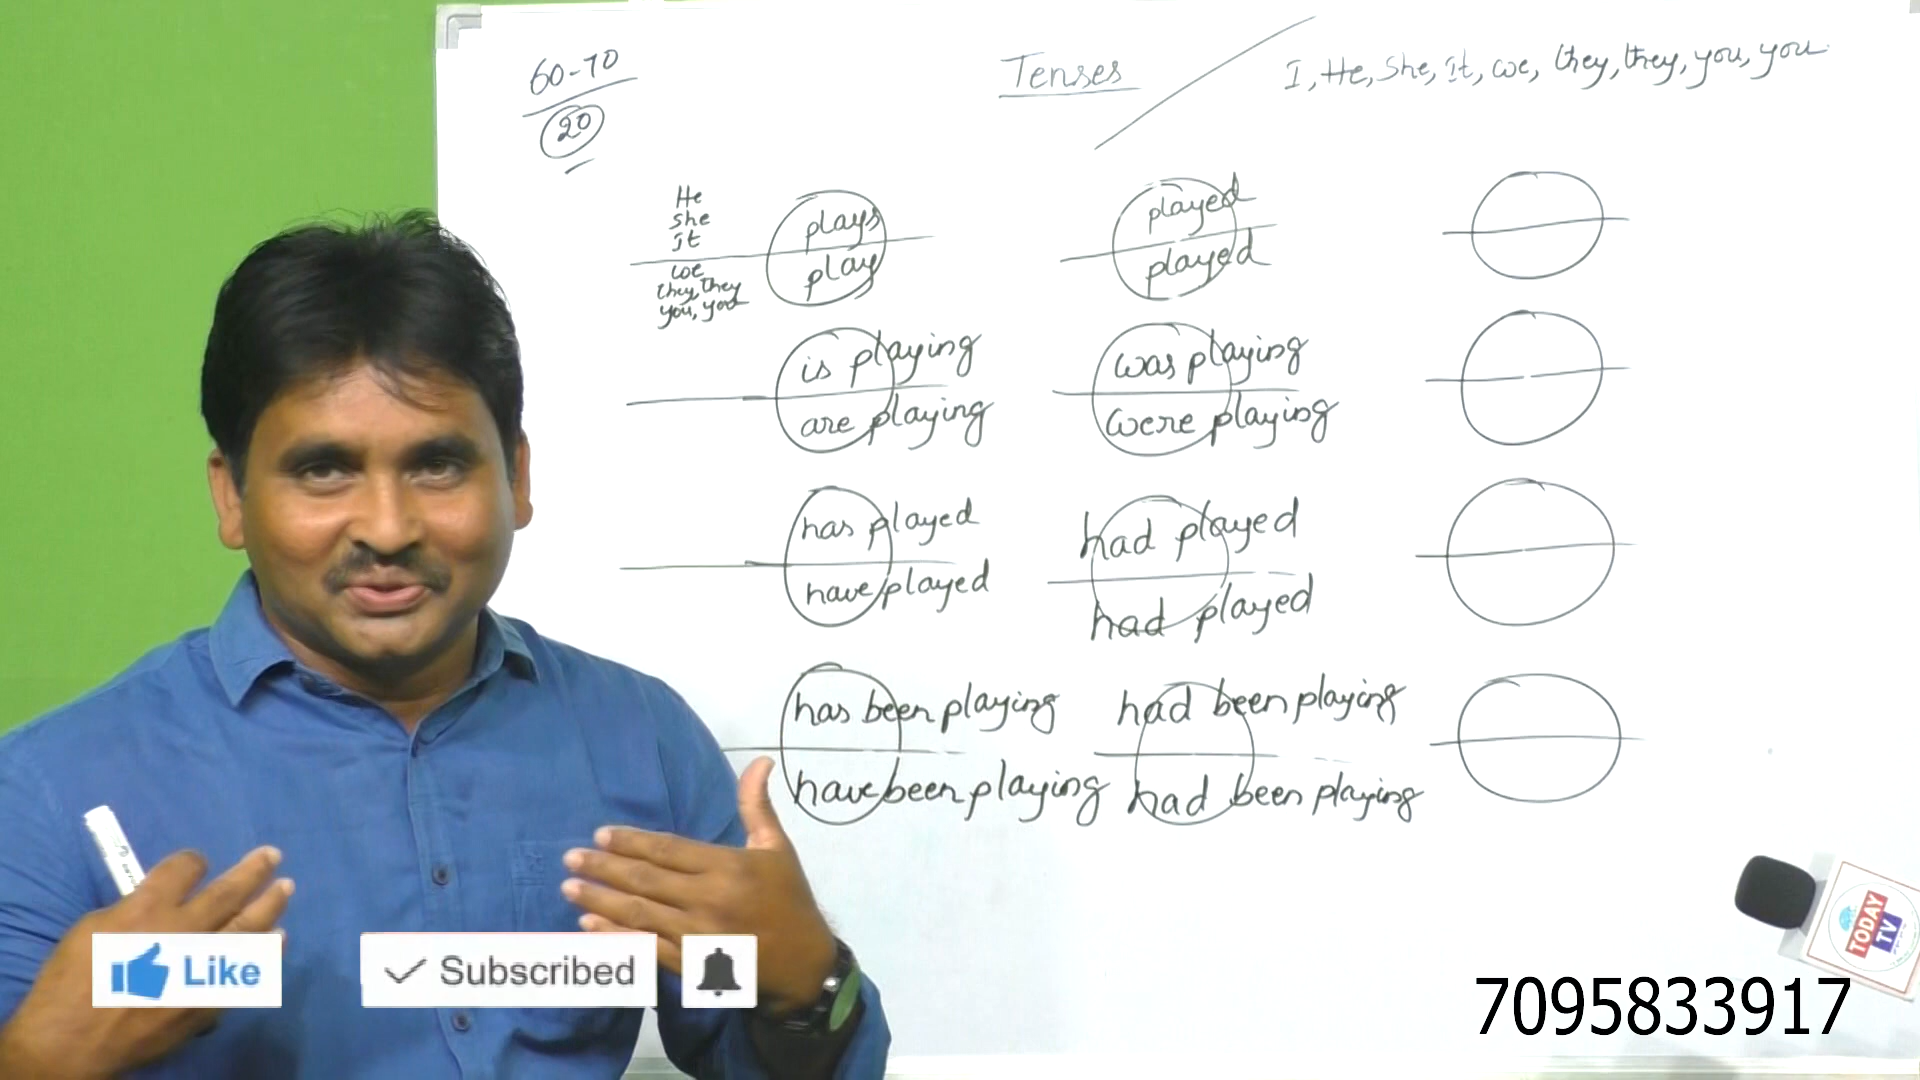 60-70
20
Tenses
I, He, She, It, we, they, they, you, you
He
She
It
we
they, they
you, you
plays
play
played
played
is playing
are playing
was playing
were playing
has played
have played
had played
had played
has been playing
have been playing
had been playing
had been playing
TODAY
TV
Like
Subscribed
7095833917